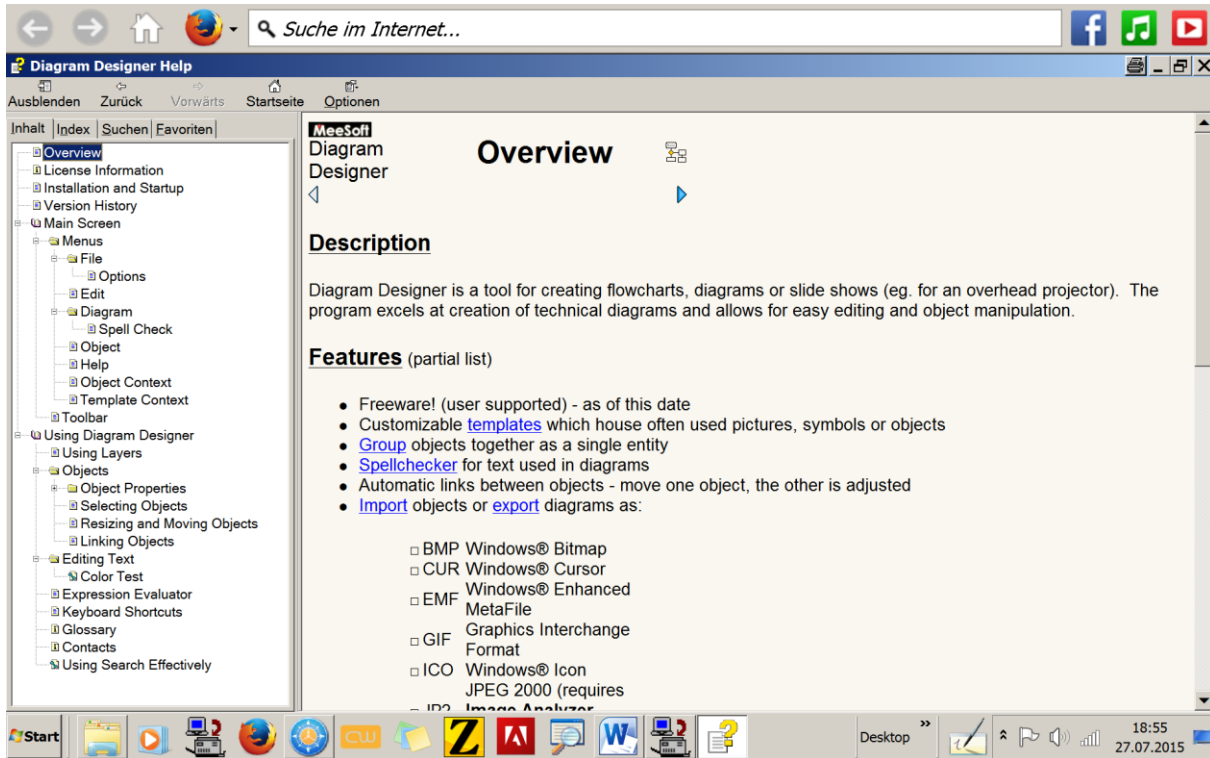 Suche im Internet...
Diagram Designer Help
Ausblenden Zurück Vorwärts Startseite Optionen
Inhalt Index Suchen Favoriten
Overview
License Information
Installation and Startup
Version History
Main Screen
Menus
File
Options
Edit
Diagram
Spell Check
Object
Help
Object Context
Template Context
Toolbar
Using Diagram Designer
Using Layers
Objects
Object Properties
Selecting Objects
Resizing and Moving Objects
Linking Objects
Editing Text
Color Test
Expression Evaluator
Keyboard Shortcuts
Glossary
Contacts
Using Search Effectively
MeeSoft
Diagram
Designer
Overview
Description
Diagram Designer is a tool for creating flowcharts, diagrams or slide shows (eg. for an overhead projector). The
program excels at creation of technical diagrams and allows for easy editing and object manipulation.
Features (partial list)
Freeware! (user supported) - as of this date
Customizable templates which house often used pictures, symbols or objects
Group objects together as a single entity
Spellchecker for text used in diagrams
Automatic links between objects - move one object, the other is adjusted
Import objects or export diagrams as:
BMP Windows® Bitmap
CUR Windows® Cursor
EMF Windows® Enhanced
MetaFile
GIF Graphics Interchange
Format
ICO Windows® Icon
JPEG 2000 (requires
JP2 Image Analyzer
Start
CW
Z
W
Desktop
18:55
27.07.2015